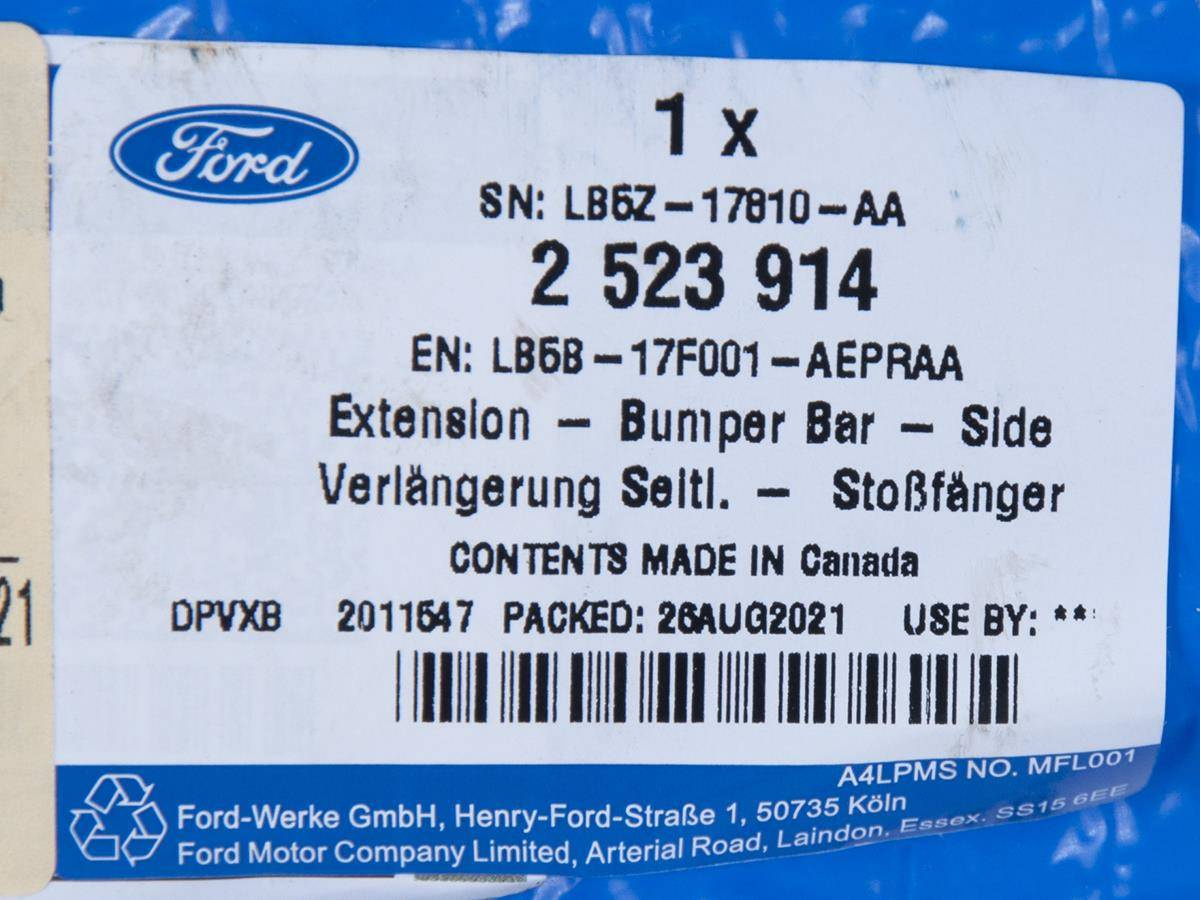 Ford
1 x
SN: LB5Z-17810-AA
2 523 914
EN: LB5B-17F001-AEPRAA
Extension - Bumper Bar - Side
Verlängerung Seitl. - Stoßfänger
CONTENTS MADE IN Canada
DPVXB 2011547 PACKED: 26AUG2021 USE BY: **
A4LPMS NO. MFL001
Ford-Werke GmbH, Henry-Ford-Straße 1, 50735 Köln
Ford Motor Company Limited, Arterial Road, Laindon, Essex. SS15 6EE
21